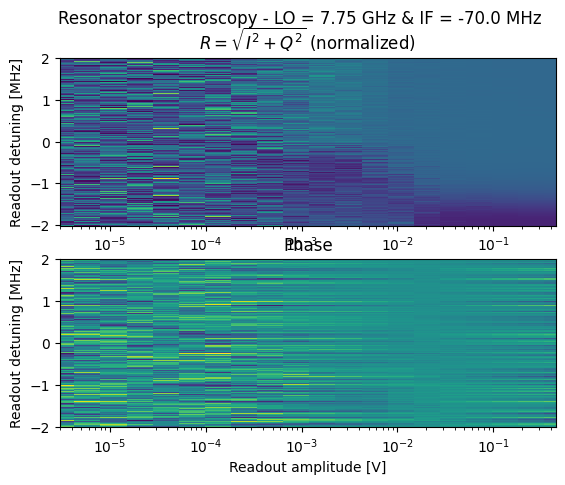 Resonator spectroscopy - LO = 7.75 GHz & IF = -70.0 MHz
R = √(I² + Q²) (normalized)
Readout detuning [MHz]
2
1
0
−1
−2
10⁻⁵ 10⁻⁴ 10⁻³ 10⁻² 10⁻¹
Phase
Readout detuning [MHz]
2
1
0
−1
−2
10⁻⁵ 10⁻⁴ 10⁻³ 10⁻² 10⁻¹
Readout amplitude [V]